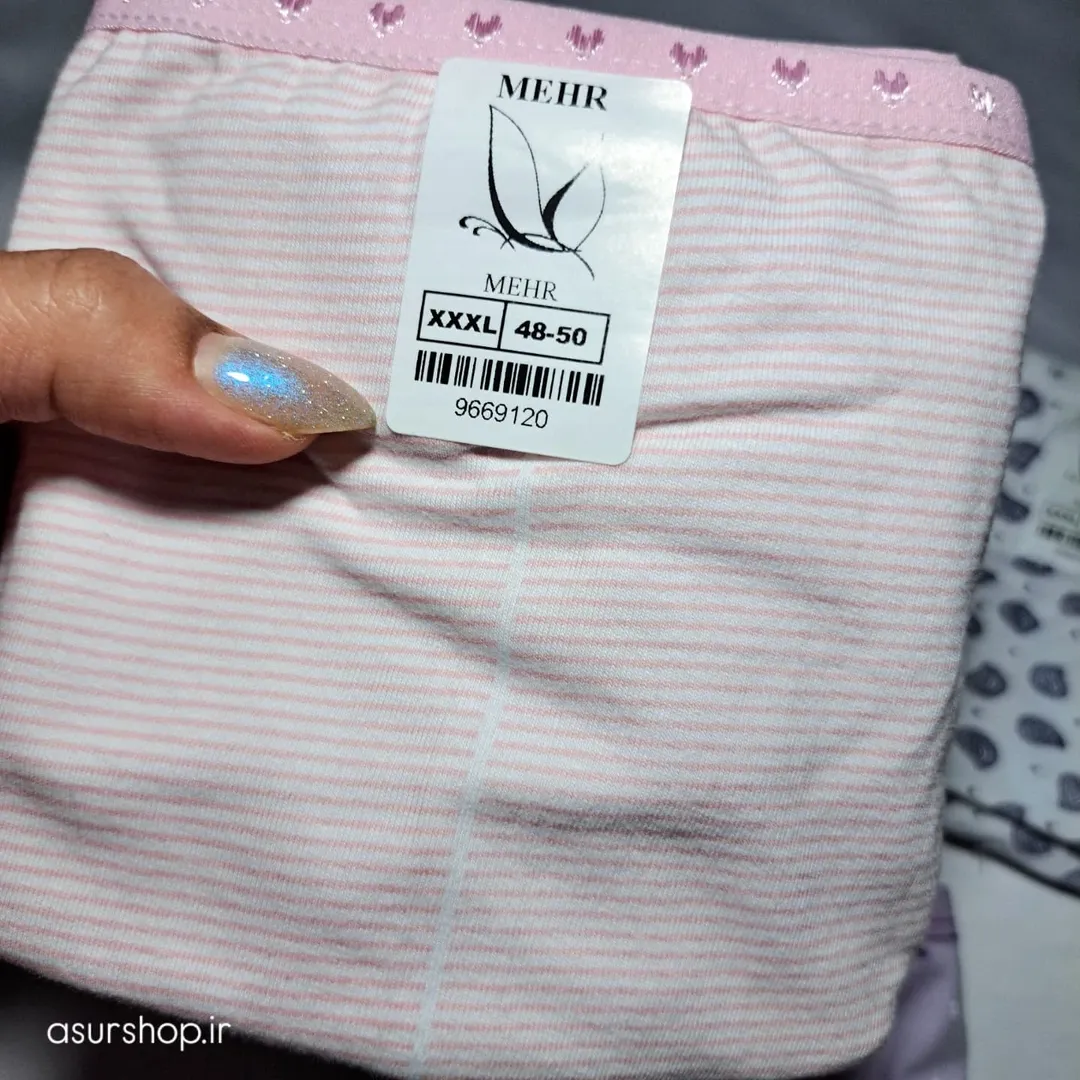 MEHR
MEHR
XXXL 48-50
9669120
asurshop.ir